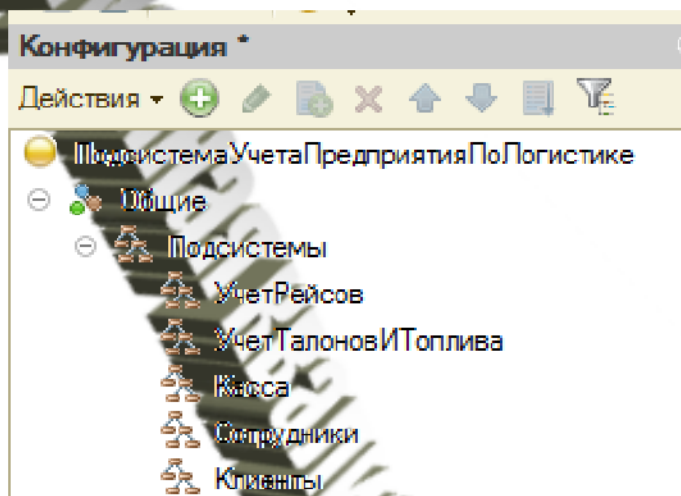 Конфигурация *
Действия
ПодсистемаУчетаПредприятияПоЛогистике
Общие
Подсистемы
УчетРейсов
УчетТалоновИТоплива
Касса
Сотрудники
Клиенты